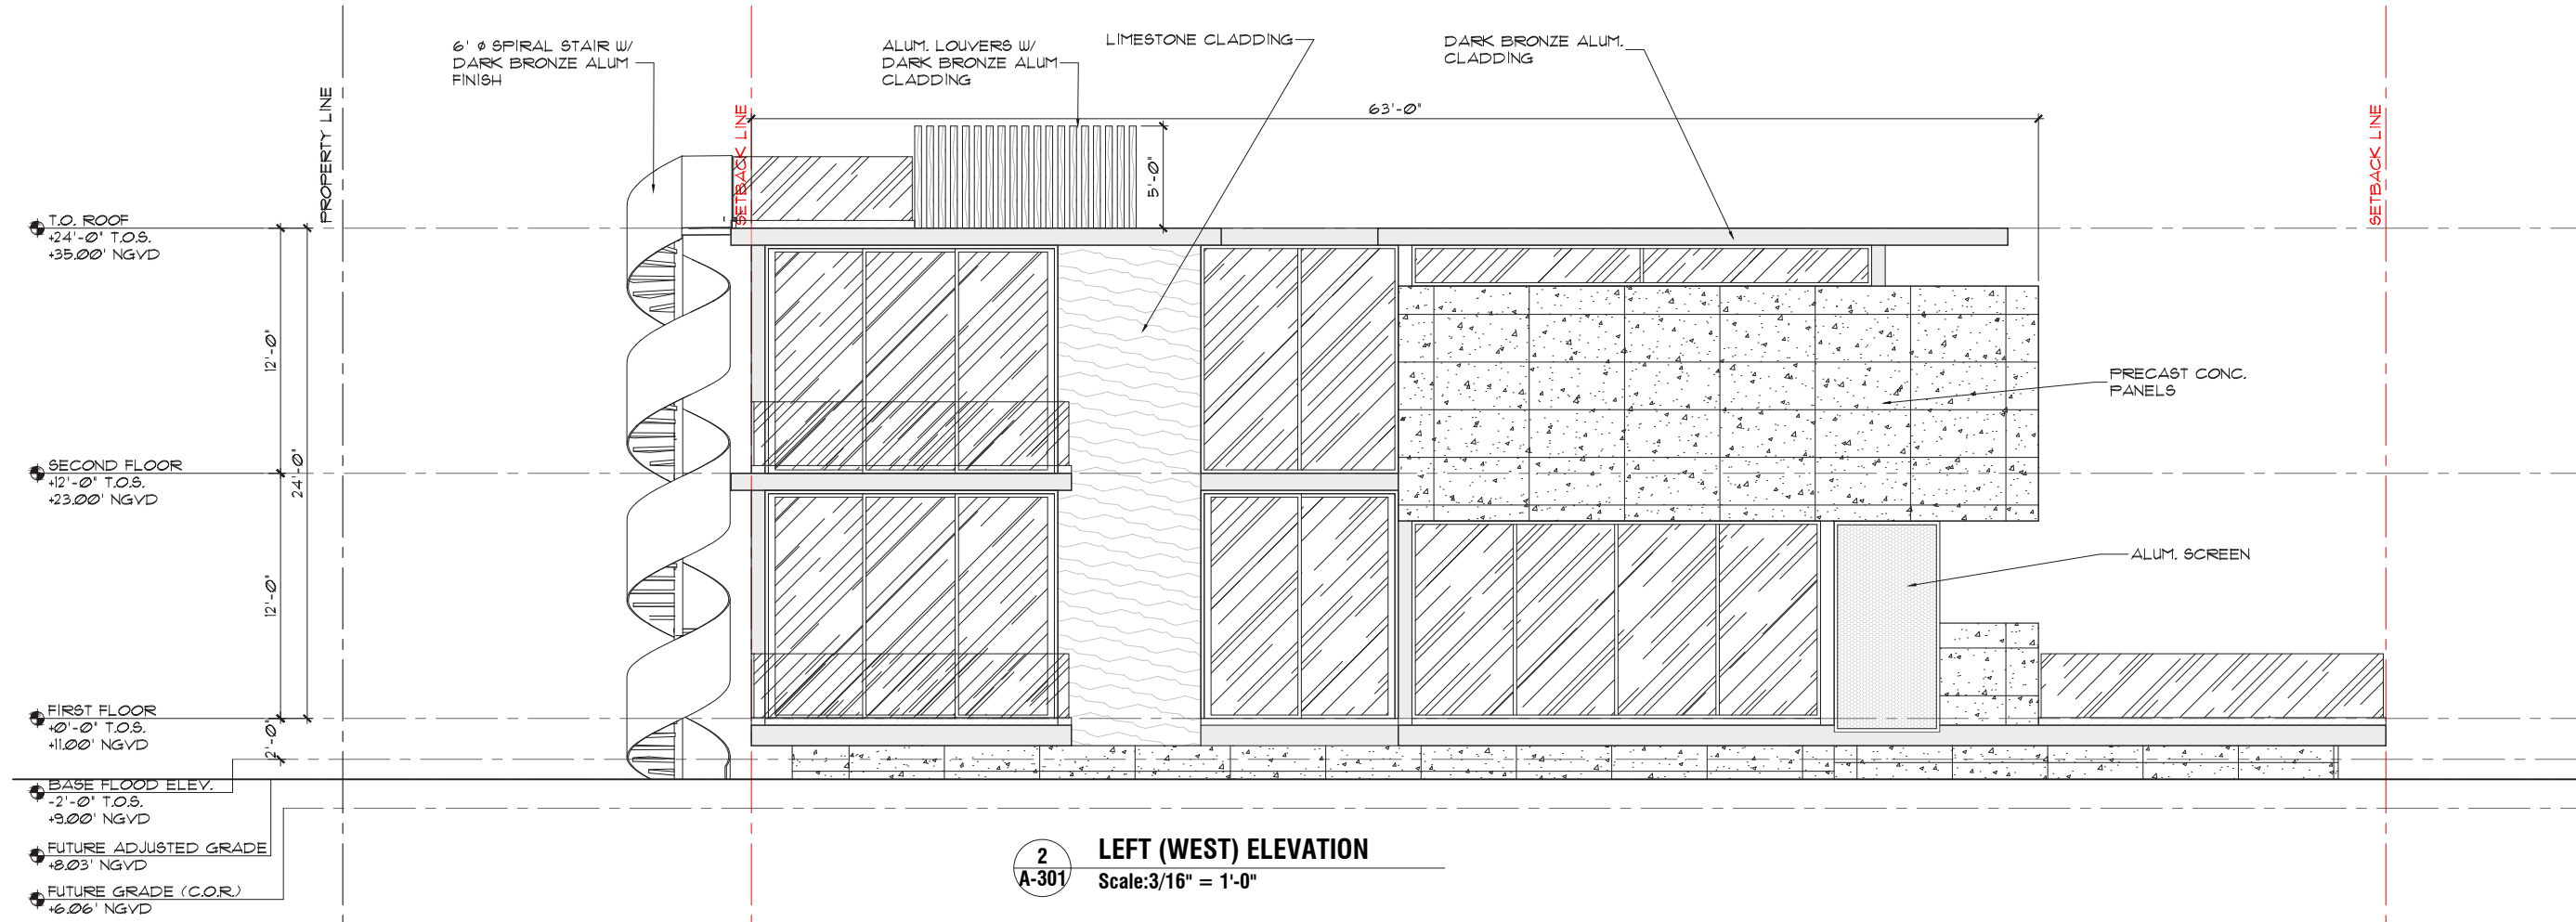 6' Ø SPIRAL STAIR W/
DARK BRONZE ALUM
FINISH
ALUM. LOUVERS W/
DARK BRONZE ALUM
CLADDING
LIMESTONE CLADDING
DARK BRONZE ALUM.
CLADDING
PROPERTY LINE
SETBACK LINE
SETBACK LINE
63'-0"
5'-0"
T.O. ROOF
+24'-0" T.O.S.
+35.00' NGVD
12'-0"
24'-0"
PRECAST CONC.
PANELS
SECOND FLOOR
+12'-0" T.O.S.
+23.00' NGVD
12'-0"
ALUM. SCREEN
FIRST FLOOR
+0'-0" T.O.S.
+11.00' NGVD
2'-0"
BASE FLOOD ELEV.
-2'-0" T.O.S.
+9.00' NGVD
FUTURE ADJUSTED GRADE
+8.03' NGVD
FUTURE GRADE (C.O.R.)
+6.06' NGVD
2
A-301
LEFT (WEST) ELEVATION
Scale:3/16" = 1'-0"